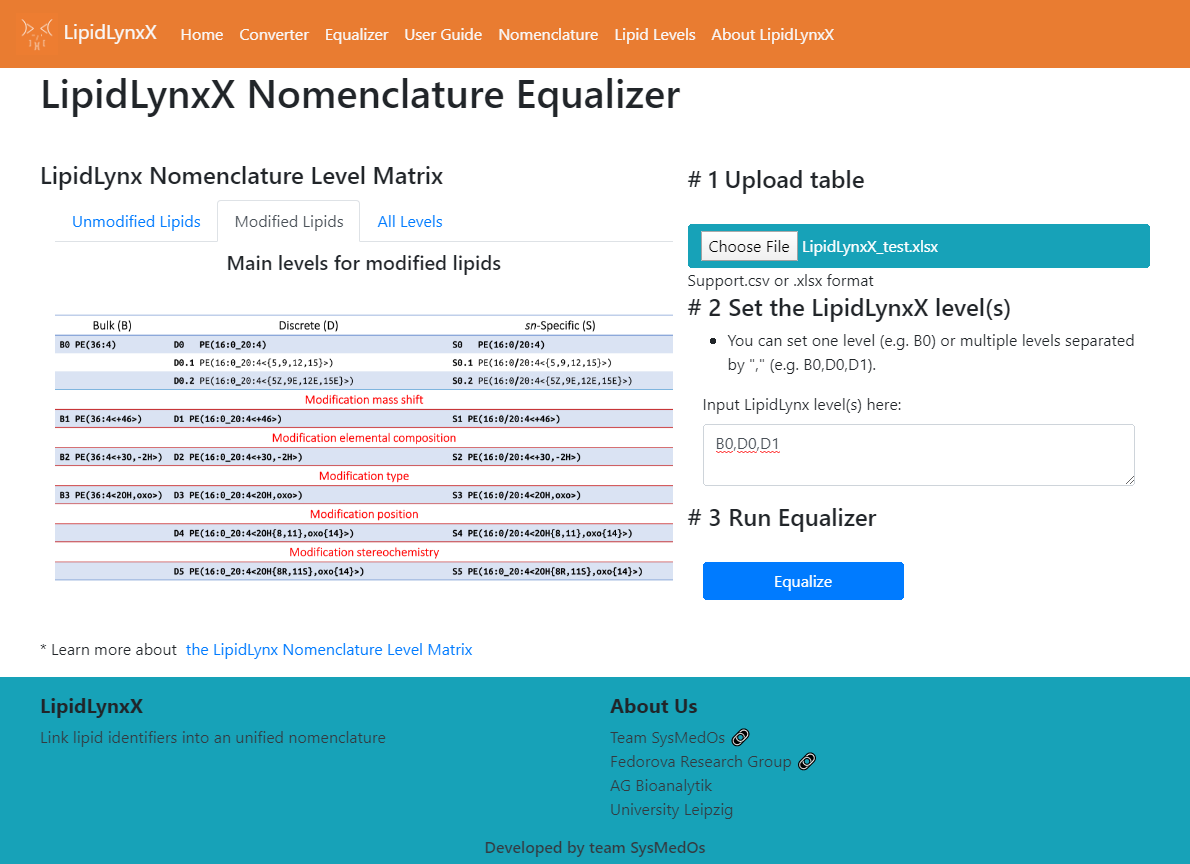 LipidLynxX Home Converter Equalizer User Guide Nomenclature Lipid Levels About LipidLynxX
LipidLynxX Nomenclature Equalizer
LipidLynx Nomenclature Level Matrix
Unmodified Lipids Modified Lipids All Levels
Main levels for modified lipids
Bulk (B) Discrete (D) sn-Specific (S)
B0 PE(36:4) D0 PE(16:0_20:4) S0 PE(16:0/20:4)
D0.1 PE(16:0_20:4<{5,9,12,15}>) S0.1 PE(16:0/20:4<{5,9,12,15}>)
D0.2 PE(16:0_20:4<{5Z,9E,12E,15E}>) S0.2 PE(16:0/20:4<{5Z,9E,12E,15E}>)
Modification mass shift
B1 PE(36:4<+46>) D1 PE(16:0_20:4<+46>) S1 PE(16:0/20:4<+46>)
Modification elemental composition
B2 PE(36:4<+3O,-2H>) D2 PE(16:0_20:4<+3O,-2H>) S2 PE(16:0/20:4<+3O,-2H>)
Modification type
B3 PE(36:4<2OH,oxo>) D3 PE(16:0_20:4<2OH,oxo>) S3 PE(16:0/20:4<2OH,oxo>)
Modification position
D4 PE(16:0_20:4<2OH{8,11},oxo{14}>) S4 PE(16:0/20:4<2OH{8,11},oxo{14}>)
Modification stereochemistry
D5 PE(16:0_20:4<2OH{8R,11S},oxo{14}>) S5 PE(16:0_20:4<2OH{8R,11S},oxo{14}>)
* Learn more about the LipidLynx Nomenclature Level Matrix
# 1 Upload table
Choose File LipidLynxX_test.xlsx
Support.csv or .xlsx format
# 2 Set the LipidLynxX level(s)
• You can set one level (e.g. B0) or multiple levels separated
by "," (e.g. B0,D0,D1).
Input LipidLynx level(s) here:
B0,D0,D1
# 3 Run Equalizer
Equalize
LipidLynxX
Link lipid identifiers into an unified nomenclature
About Us
Team SysMedOs
Fedorova Research Group
AG Bioanalytik
University Leipzig
Developed by team SysMedOs